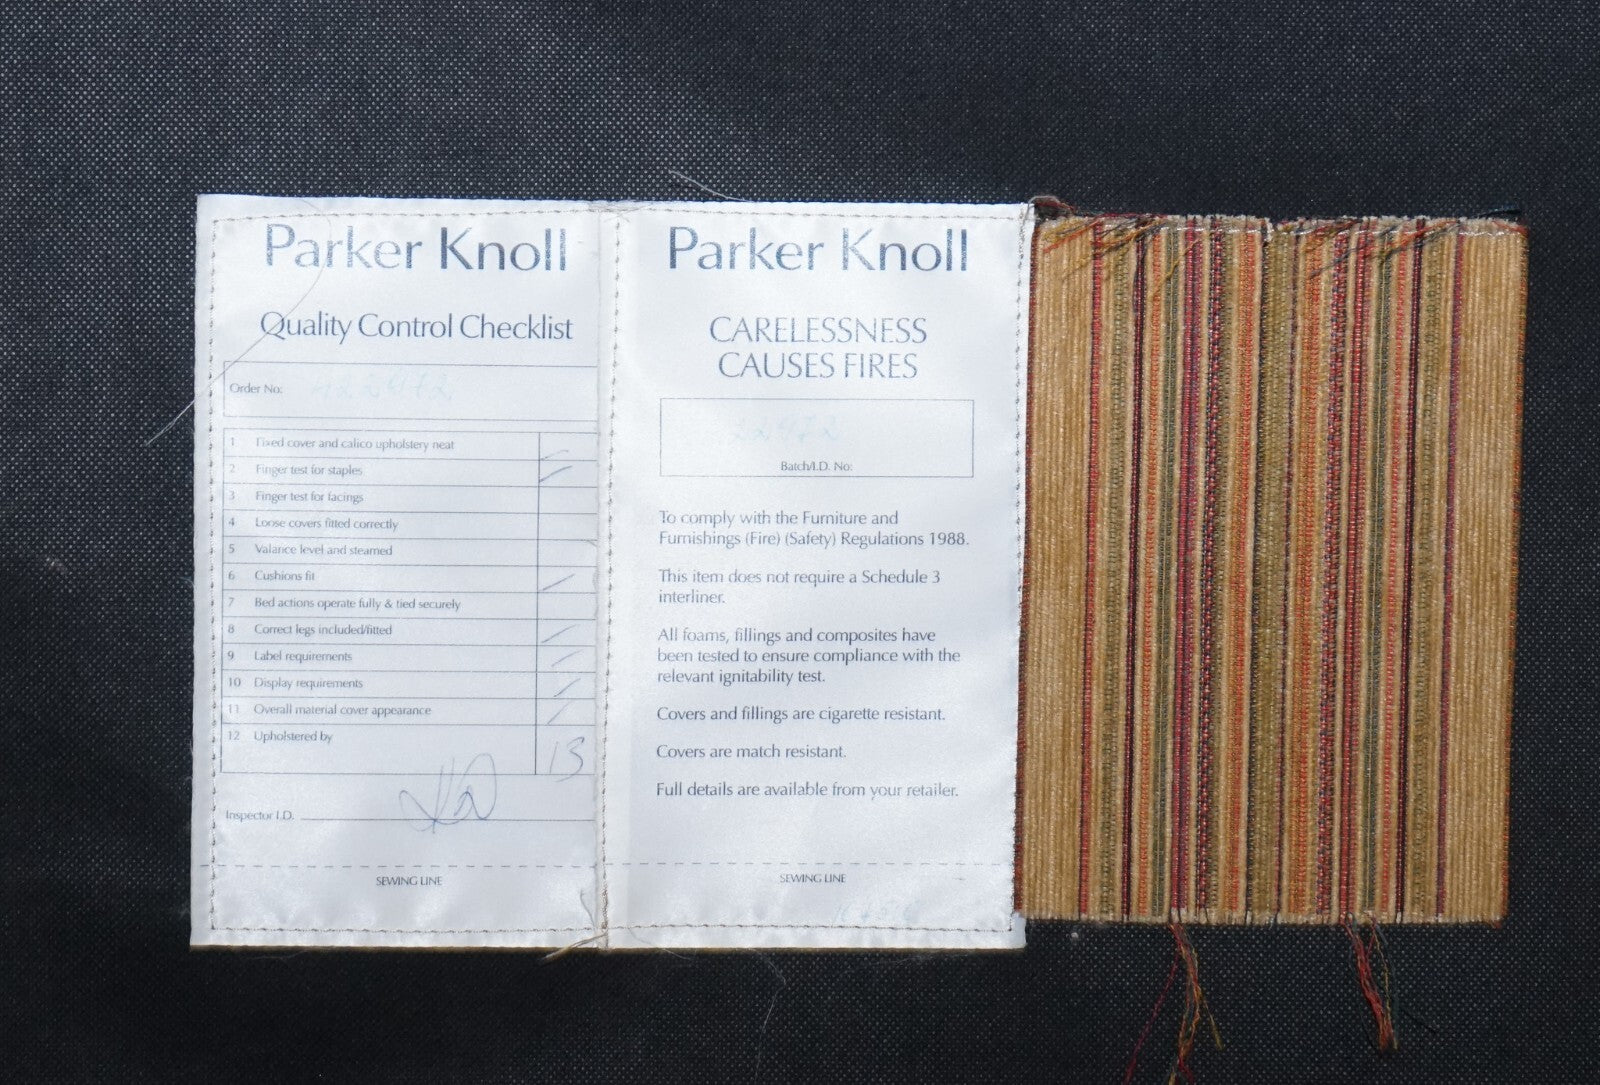 Parker Knoll
Quality Control Checklist
Order No:
1 Fixed cover and calico upholstery neat
2 Finger test for staples
3 Finger test for facings
4 Loose covers fitted correctly
5 Valance level and steamed
6 Cushions fit
7 Bed actions operate fully & tied securely
8 Correct legs included/fitted
9 Label requirements
10 Display requirements
11 Overall material cover appearance
12 Upholstered by 13
Inspector I.D.
SEWING LINE
Parker Knoll
CARELESSNESS
CAUSES FIRES
Batch/I.D. No:
To comply with the Furniture and
Furnishings (Fire) (Safety) Regulations 1988.
This item does not require a Schedule 3
interliner.
All foams, fillings and composites have
been tested to ensure compliance with the
relevant ignitability test.
Covers and fillings are cigarette resistant.
Covers are match resistant.
Full details are available from your retailer.
SEWING LINE